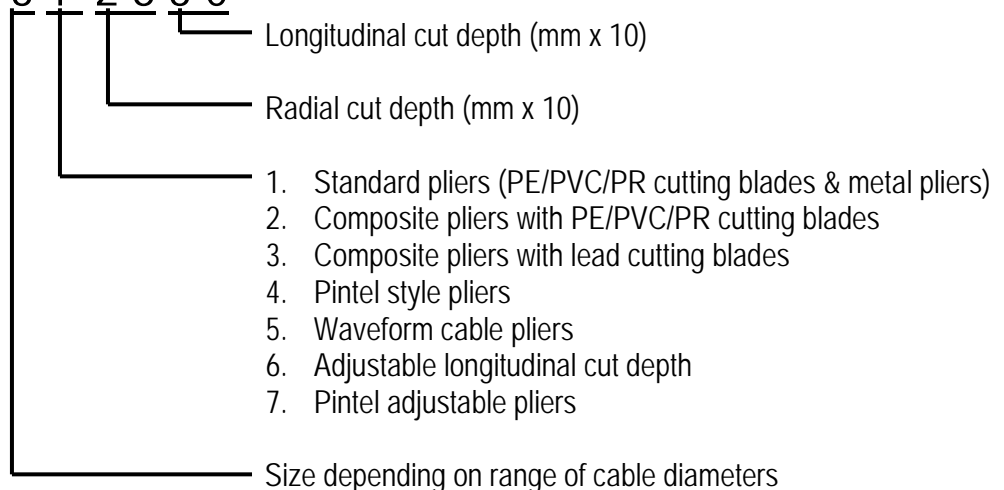 Longitudinal cut depth (mm x 10)
Radial cut depth (mm x 10)
1. Standard pliers (PE/PVC/PR cutting blades & metal pliers)
2. Composite pliers with PE/PVC/PR cutting blades
3. Composite pliers with lead cutting blades
4. Pintel style pliers
5. Waveform cable pliers
6. Adjustable longitudinal cut depth
7. Pintel adjustable pliers
Size depending on range of cable diameters